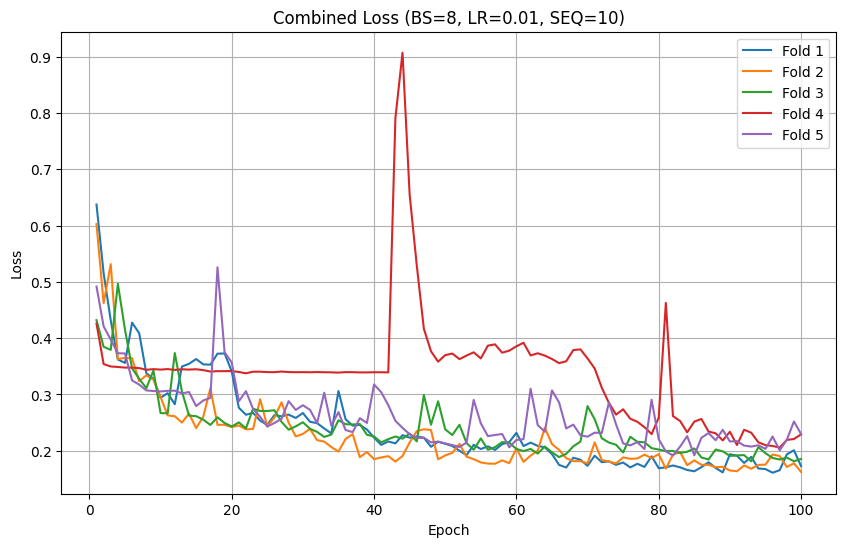 Combined Loss (BS=8, LR=0.01, SEQ=10)
Fold 1
Fold 2
Fold 3
Fold 4
Fold 5
Loss
0.9
0.8
0.7
0.6
0.5
0.4
0.3
0.2
0 20 40 60 80 100
Epoch